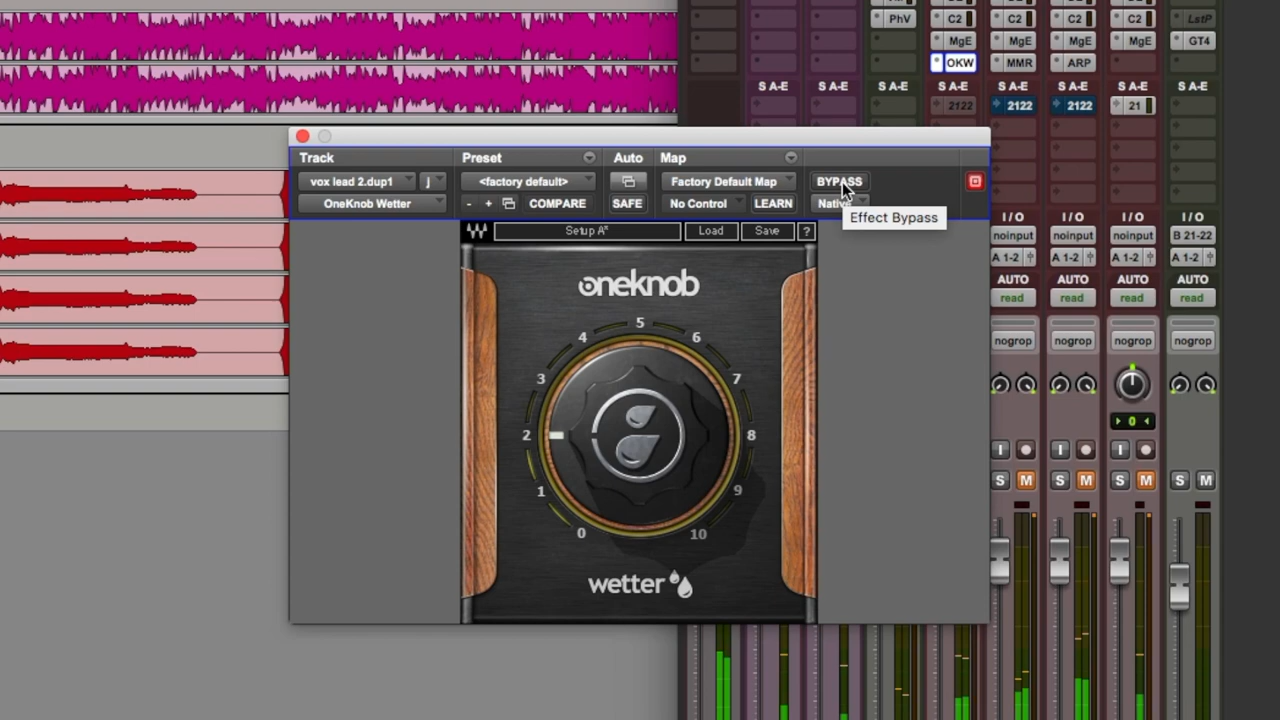 C2 C2 C2 LstP
PhV
MgE MgE MgE MgE GT4
OKW MMR ARP
S A-E S A-E S A-E S A-E S A-E S A-E S A-E S A-E
2122 2122 2122 21
Track Preset Auto Map
vox lead 2.dup1 j <factory default> Factory Default Map BYPASS
OneKnob Wetter - + COMPARE SAFE No Control LEARN Native
Effect Bypass
I/O I/O I/O I/O
noinput noinput noinput B 21-22
A 1-2 A 1-2 A 1-2 A 1-2
AUTO AUTO AUTO AUTO
read read read read
nogrop nogrop nogrop nogrop
Setup A* Load Save ?
oneknob
5
4 6
3 7
2 8
1 9
0 10
wetter
0
I I I
S M S M S M S M